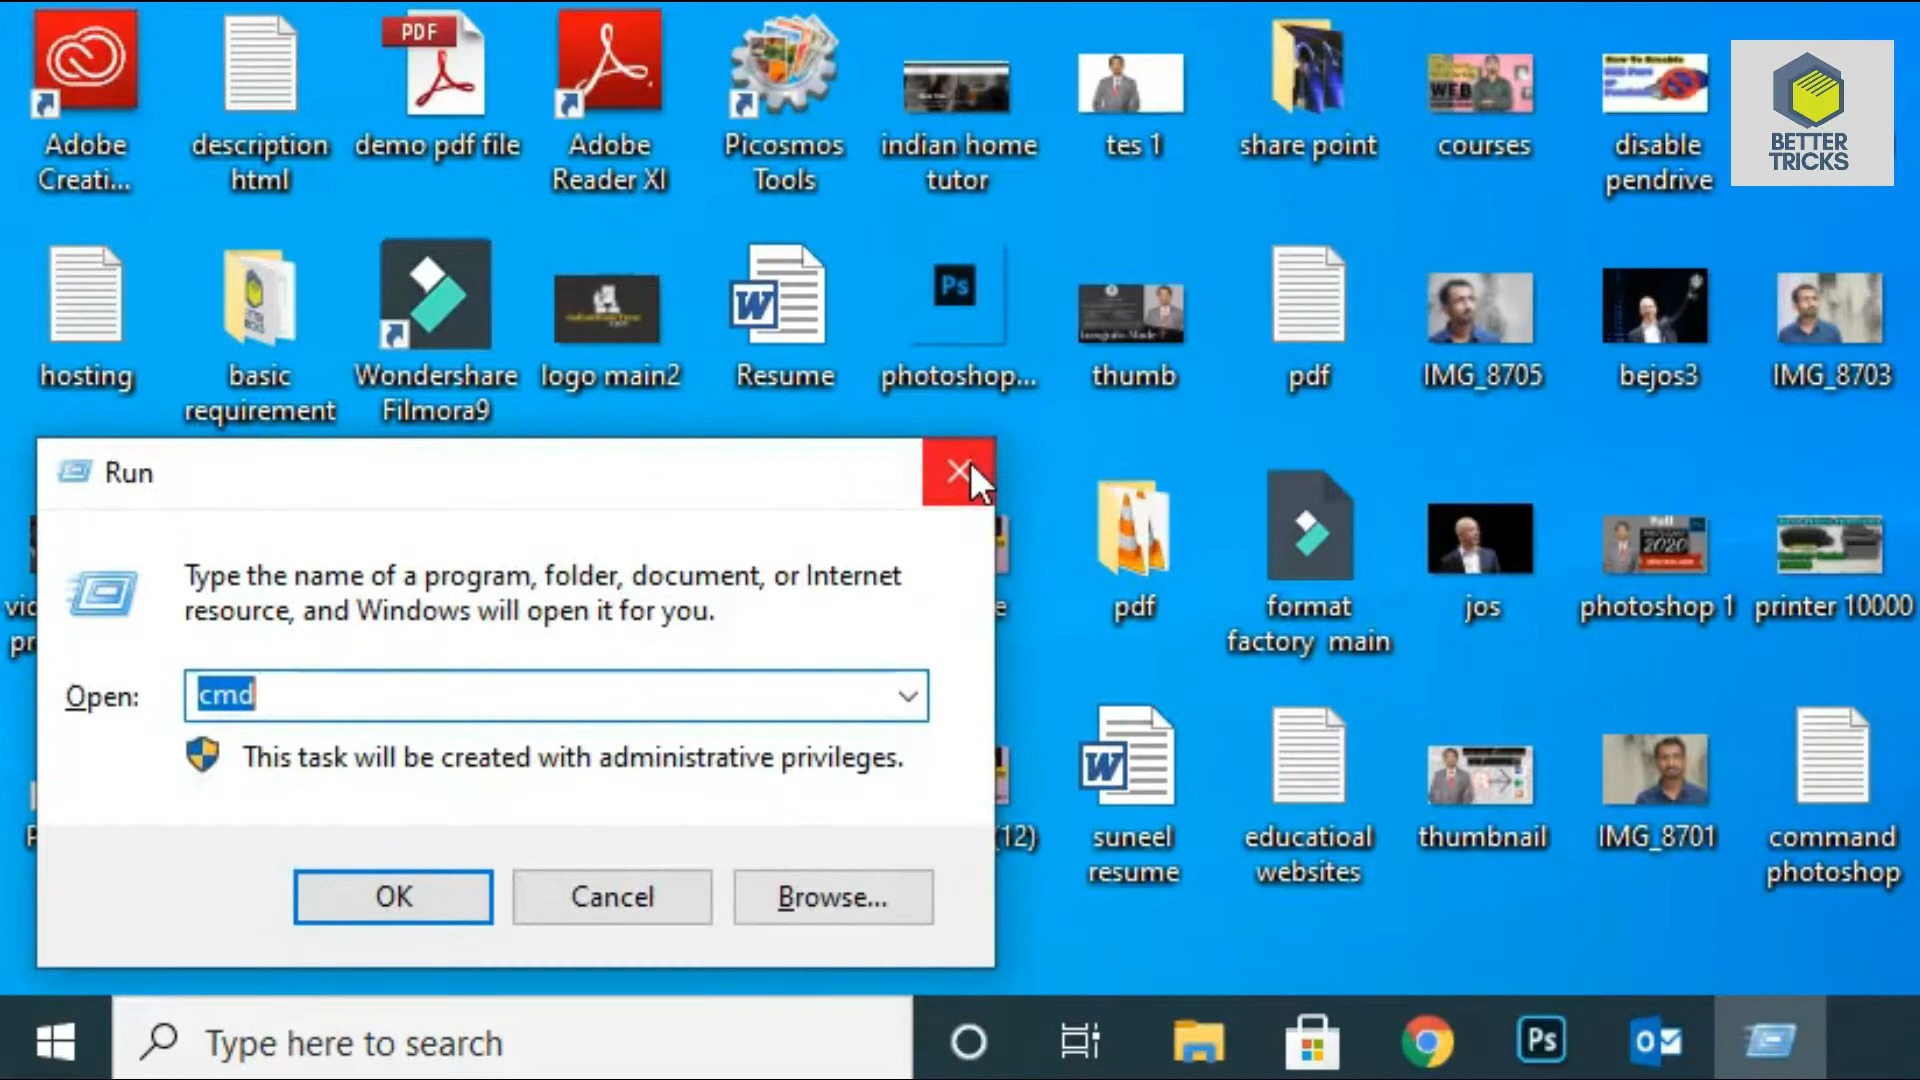 Adobe
Creati...
description
html
PDF
demo pdf file
Adobe
Reader XI
Picosmos
Tools
indian home
tutor
tes 1
share point
courses
disable
pendrive
BETTER
TRICKS
hosting
basic
requirement
Wondershare
Filmora9
logo main2
W
Resume
Ps
photoshop...
thumb
pdf
IMG_8705
bejos3
IMG_8703
Run
Type the name of a program, folder, document, or Internet
resource, and Windows will open it for you.
Open:
cmd
This task will be created with administrative privileges.
OK
Cancel
Browse...
pdf
format
factory main
jos
2020
photoshop 1
printer 10000
(12)
W
suneel
resume
educatioal
websites
thumbnail
IMG_8701
command
photoshop
Type here to search
Ps